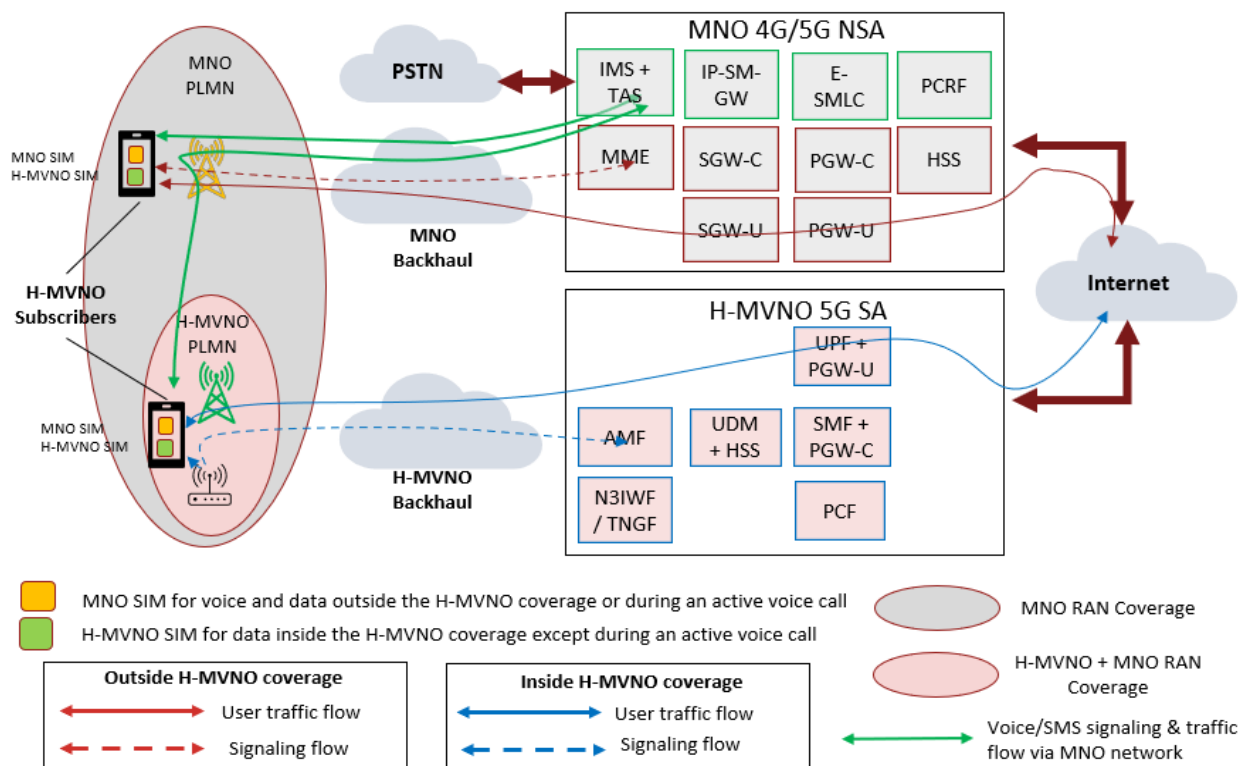 MNO
PLMN
MNO SIM
H-MVNO SIM
H-MVNO
Subscribers
H-MVNO
PLMN
MNO SIM
H-MVNO SIM
PSTN
MNO
Backhaul
H-MVNO
Backhaul
MNO 4G/5G NSA
IMS +
TAS
IP-SM-
GW
E-
SMLC
PCRF
MME
SGW-C
PGW-C
HSS
SGW-U
PGW-U
Internet
H-MVNO 5G SA
UPF +
PGW-U
AMF
UDM
+ HSS
SMF +
PGW-C
N3IWF
/ TNGF
PCF
MNO SIM for voice and data outside the H-MVNO coverage or during an active voice call
H-MVNO SIM for data inside the H-MVNO coverage except during an active voice call
Outside H-MVNO coverage
User traffic flow
Signaling flow
Inside H-MVNO coverage
User traffic flow
Signaling flow
MNO RAN Coverage
H-MVNO + MNO RAN
Coverage
Voice/SMS signaling & traffic
flow via MNO network